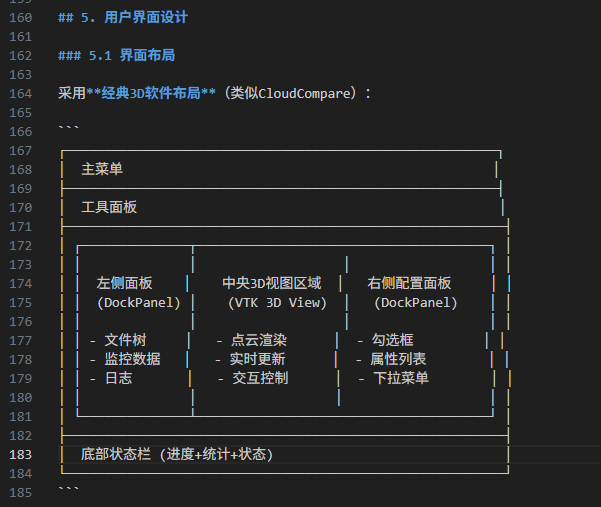 160 ## 5. 用户界面设计
161
162 ### 5.1 界面布局
163
164 采用**经典3D软件布局**（类似CloudCompare）：
165
166 ```
167 ┌──────────────────────────────────────────────────────┐
168 │ 主菜单 │
169 ├──────────────────────────────────────────────────────┤
170 │ 工具面板 │
171 ├───────────────────────────────────────────────────────┤
172 │ ┌──────────────┬─────────────────────────────────────┐ │
173 │ │ │ │ │ │
174 │ │ 左侧面板 │ 中央3D视图区域 │ 右侧配置面板 │ │
175 │ │ (DockPanel) │ (VTK 3D View) │ (DockPanel) │ │
176 │ │ │ │ │ │
177 │ │ - 文件树 │ - 点云渲染 │ - 勾选框 │ │
178 │ │ - 监控数据 │ - 实时更新 │ - 属性列表 │ │
179 │ │ - 日志 │ - 交互控制 │ - 下拉菜单 │ │
180 │ │ │ │ │ │
181 │ └──────────────┴─────────────────────────────────────┘ │
182 ├───────────────────────────────────────────────────────┤
183 │ 底部状态栏 (进度+统计+状态) │
184 └───────────────────────────────────────────────────────┘
185 ```